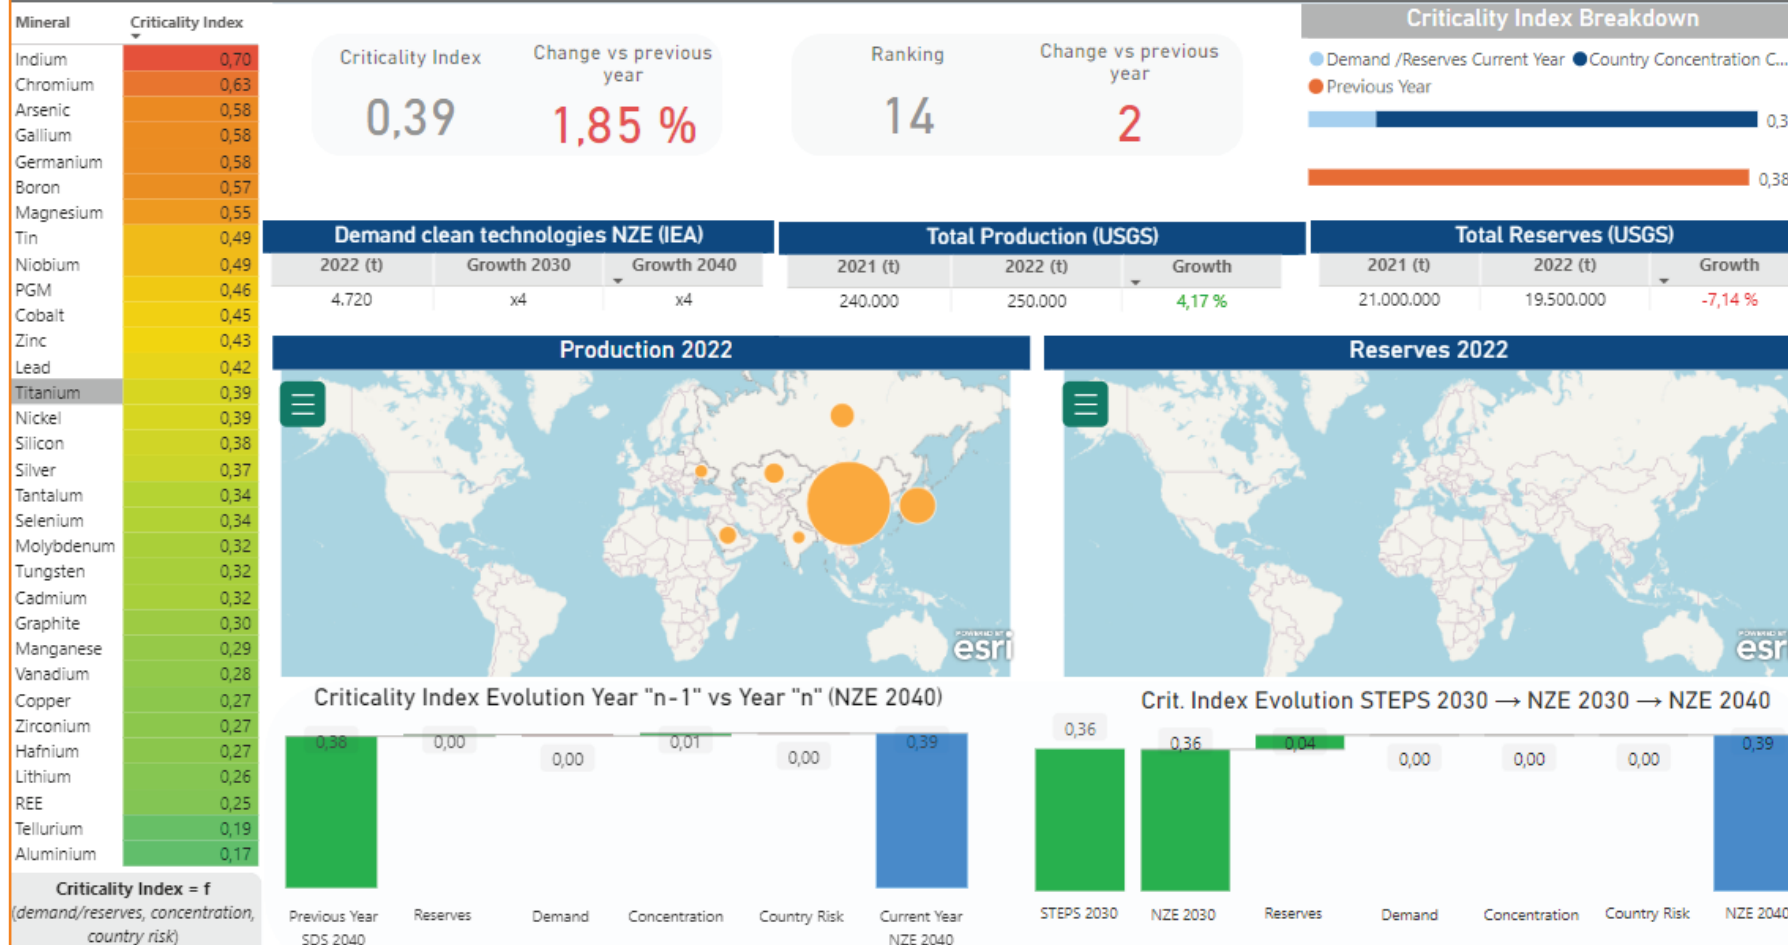 Mineral Criticality Index
Indium 0,70
Chromium 0,63
Arsenic 0,58
Gallium 0,58
Germanium 0,58
Boron 0,57
Magnesium 0,55
Tin 0,49
Niobium 0,49
PGM 0,46
Cobalt 0,45
Zinc 0,43
Lead 0,42
Titanium 0,39
Nickel 0,39
Silicon 0,38
Silver 0,37
Tantalum 0,34
Selenium 0,34
Molybdenum 0,32
Tungsten 0,32
Cadmium 0,32
Graphite 0,30
Manganese 0,29
Vanadium 0,28
Copper 0,27
Zirconium 0,27
Hafnium 0,27
Lithium 0,26
REE 0,25
Tellurium 0,19
Aluminium 0,17
Criticality Index = f
(demand/reserves, concentration,
country risk)
Criticality Index
0,39
Change vs previous
year
1,85 %
Ranking
14
Change vs previous
year
2
Criticality Index Breakdown
Demand /Reserves Current Year Country Concentration C...
Previous Year
0,3
0,38
Demand clean technologies NZE (IEA)
2022 (t) Growth 2030 Growth 2040
4.720 x4 x4
Total Production (USGS)
2021 (t) 2022 (t) Growth
240.000 250.000 4,17 %
Total Reserves (USGS)
2021 (t) 2022 (t) Growth
21.000.000 19.500.000 -7,14 %
Production 2022
POWERED BY
esri
Reserves 2022
POWERED BY
esri
Criticality Index Evolution Year "n-1" vs Year "n" (NZE 2040)
0,38 0,00 0,00 0,01 0,00 0,39
Previous Year Reserves Demand Concentration Country Risk Current Year
SDS 2040 NZE 2040
Crit. Index Evolution STEPS 2030 → NZE 2030 → NZE 2040
0,36 0,36 0,04 0,00 0,00 0,00 0,39
STEPS 2030 NZE 2030 Reserves Demand Concentration Country Risk NZE 2040